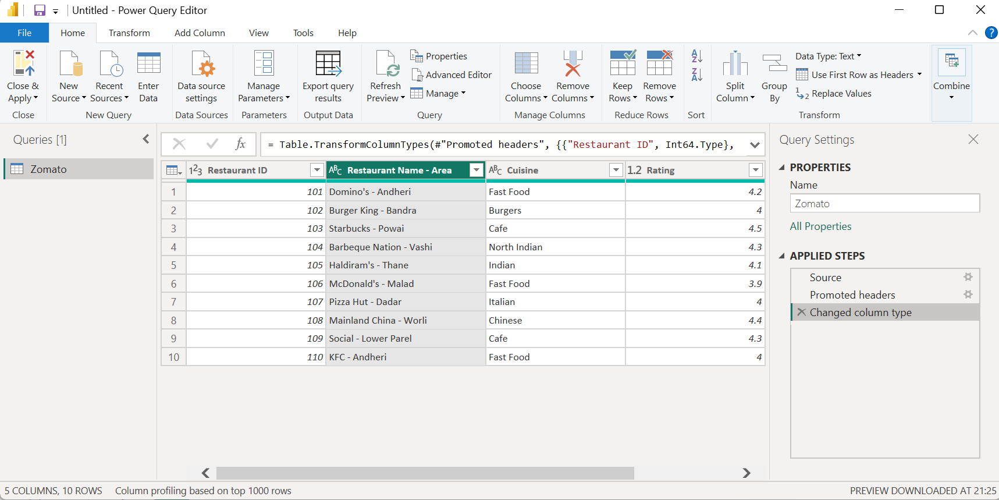 Untitled - Power Query Editor
File Home Transform Add Column View Tools Help
Close & Apply
Close
New Source
Recent Sources
Enter Data
New Query
Data source settings
Data Sources
Manage Parameters
Parameters
Export query results
Output Data
Refresh Preview
Properties
Advanced Editor
Manage
Query
Choose Columns
Remove Columns
Manage Columns
Keep Rows
Remove Rows
Reduce Rows
Sort
Split Column
Group By
Data Type: Text
Use First Row as Headers
Replace Values
Transform
Combine
Queries [1]
Zomato
fx = Table.TransformColumnTypes(#"Promoted headers", {{"Restaurant ID", Int64.Type},
123 Restaurant ID ABC Restaurant Name - Area ABC Cuisine 1.2 Rating
1 101 Domino's - Andheri Fast Food 4.2
2 102 Burger King - Bandra Burgers 4
3 103 Starbucks - Powai Cafe 4.5
4 104 Barbeque Nation - Vashi North Indian 4.3
5 105 Haldiram's - Thane Indian 4.1
6 106 McDonald's - Malad Fast Food 3.9
7 107 Pizza Hut - Dadar Italian 4
8 108 Mainland China - Worli Chinese 4.4
9 109 Social - Lower Parel Cafe 4.3
10 110 KFC - Andheri Fast Food 4
Query Settings
PROPERTIES
Name
Zomato
All Properties
APPLIED STEPS
Source
Promoted headers
Changed column type
5 COLUMNS, 10 ROWS Column profiling based on top 1000 rows PREVIEW DOWNLOADED AT 21:25